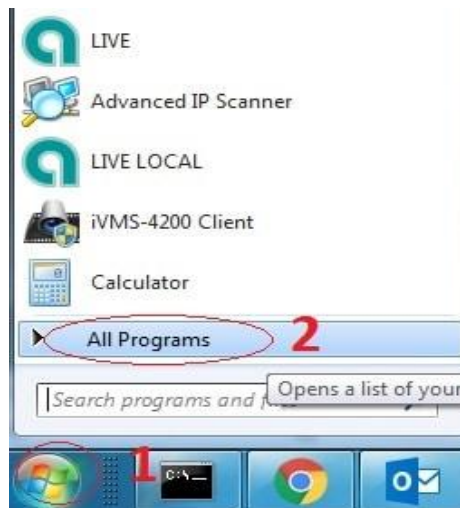 LIVE
Advanced IP Scanner
LIVE LOCAL
iVMS-4200 Client
Calculator
All Programs 2
Search programs and
Opens a list of your
1
C:\